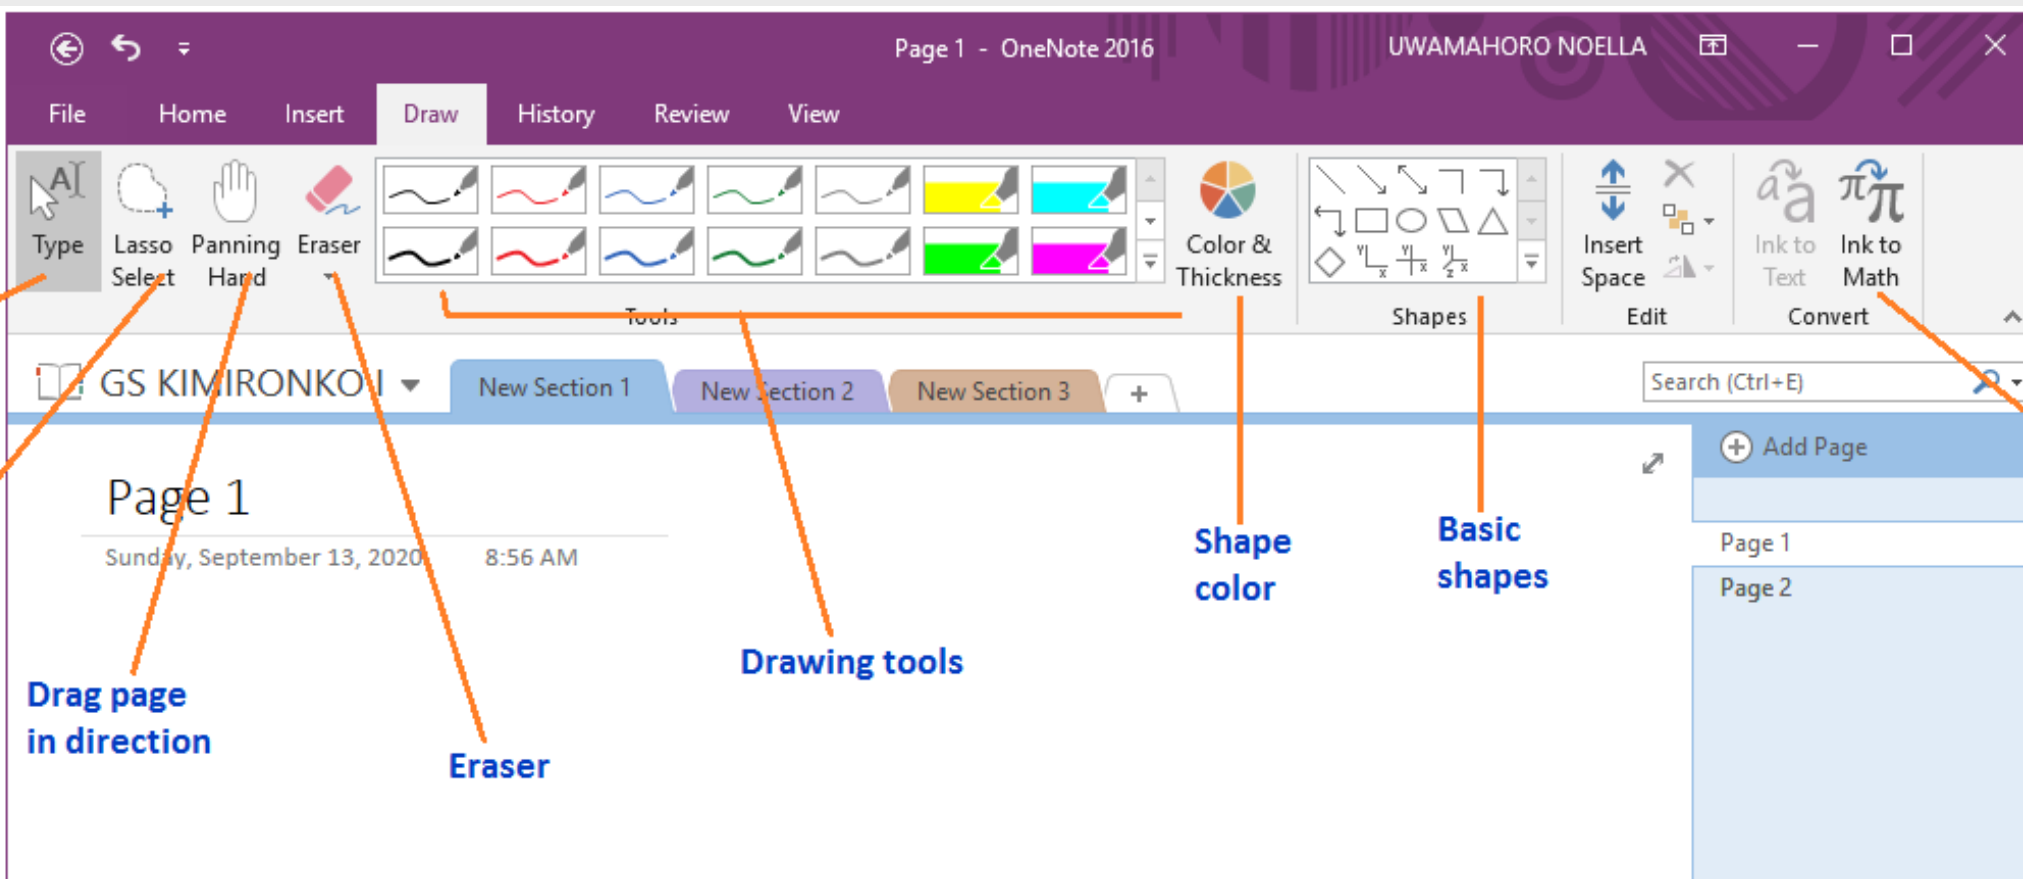 Page 1 - OneNote 2016 UWAMAHORO NOELLA
File Home Insert Draw History Review View
Type
Lasso Select
Panning Hand
Eraser
Color & Thickness
Insert Space
Ink to Text
Ink to Math
Tools Shapes Edit Convert
GS KIMIRONKO I
New Section 1 New Section 2 New Section 3 +
Search (Ctrl+E)
Add Page
Page 1
Page 2
Page 1
Sunday, September 13, 2020 8:56 AM
Shape
color
Basic
shapes
Drawing tools
Drag page
in direction
Eraser